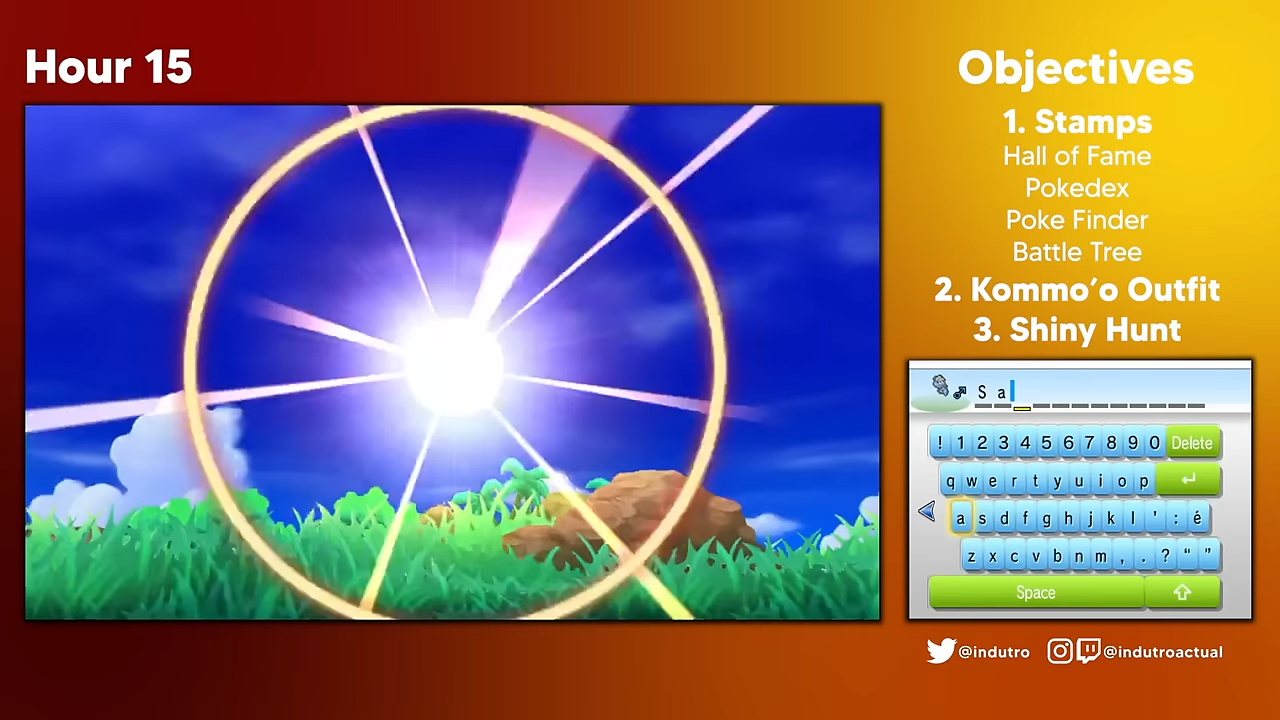 Hour 15
Objectives
1. Stamps
Hall of Fame
Pokedex
Poke Finder
Battle Tree
2. Kommo’o Outfit
3. Shiny Hunt
♂ S a
! 1 2 3 4 5 6 7 8 9 0 Delete
q w e r t y u i o p
a s d f g h j k l ' : é
z x c v b n m , . ? “ ”
Space
@indutro @indutroactual